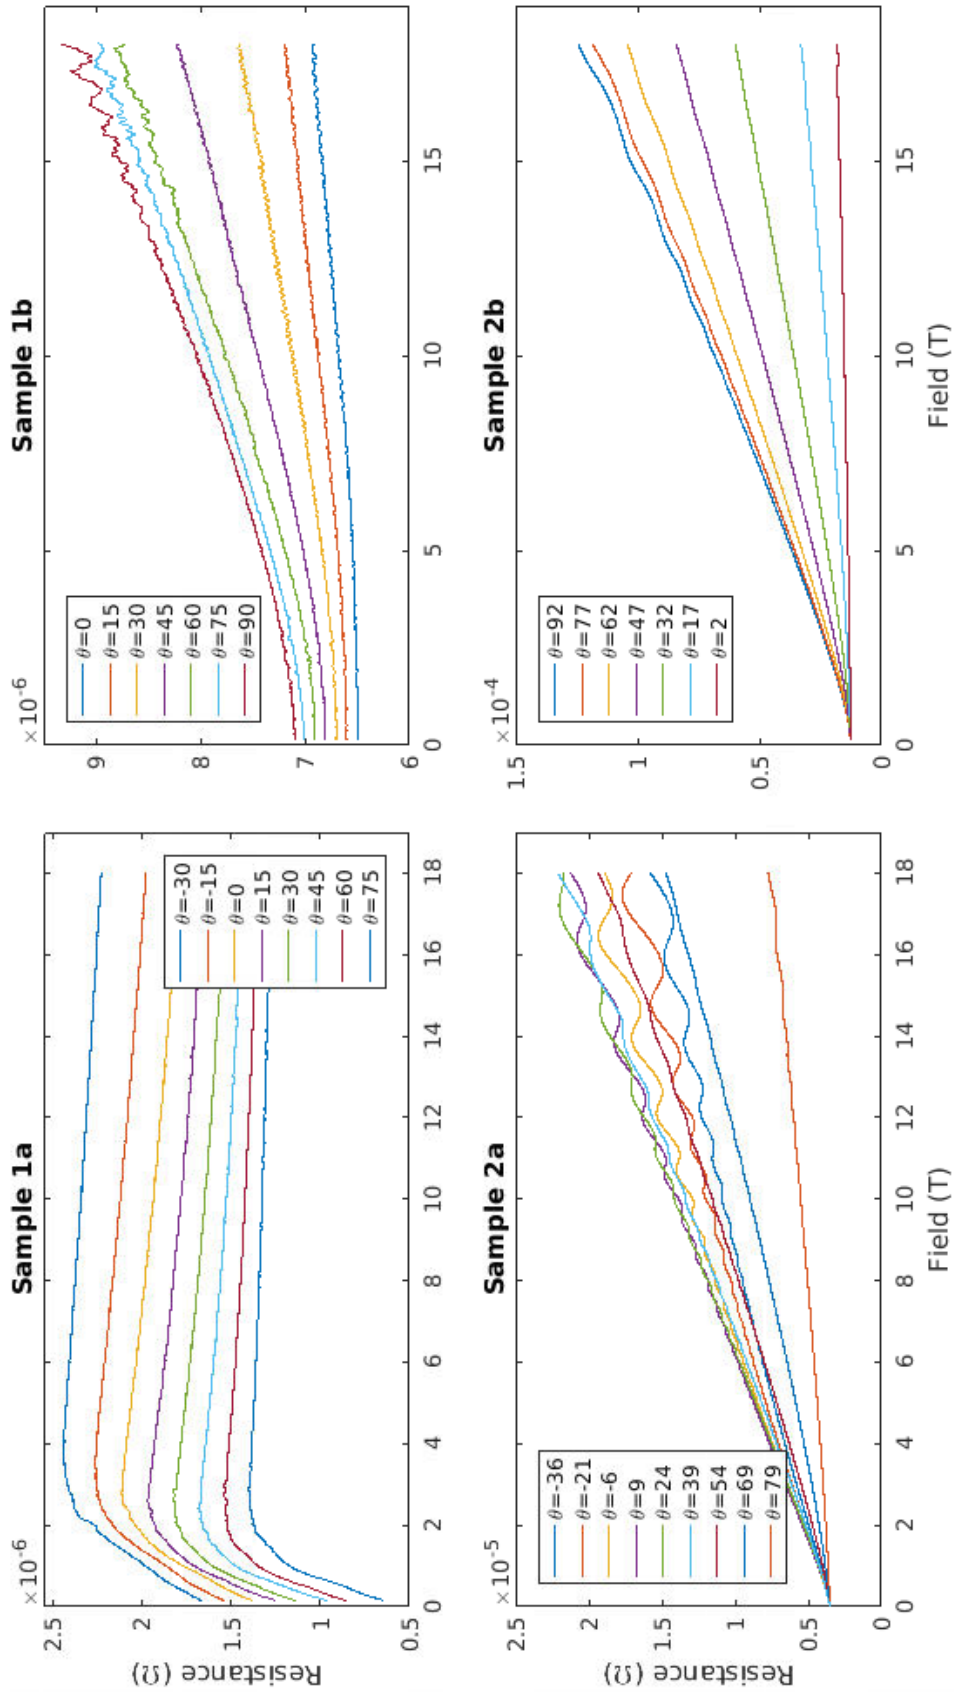 Sample 1a
×10⁻⁶
Resistance (Ω)
2.5
2
1.5
1
0.5
0
2
4
6
8
10
12
14
16
18
θ=-30
θ=-15
θ=0
θ=15
θ=30
θ=45
θ=60
θ=75
Sample 1b
×10⁻⁶
9
8
7
6
0
5
10
15
θ=0
θ=15
θ=30
θ=45
θ=60
θ=75
θ=90
Sample 2a
×10⁻⁵
Resistance (Ω)
2.5
2
1.5
1
0.5
0
0
2
4
6
8
10
12
14
16
18
Field (T)
θ=-36
θ=-21
θ=-6
θ=9
θ=24
θ=39
θ=54
θ=69
θ=79
Sample 2b
×10⁻⁴
1.5
1
0.5
0
0
5
10
15
Field (T)
θ=92
θ=77
θ=62
θ=47
θ=32
θ=17
θ=2